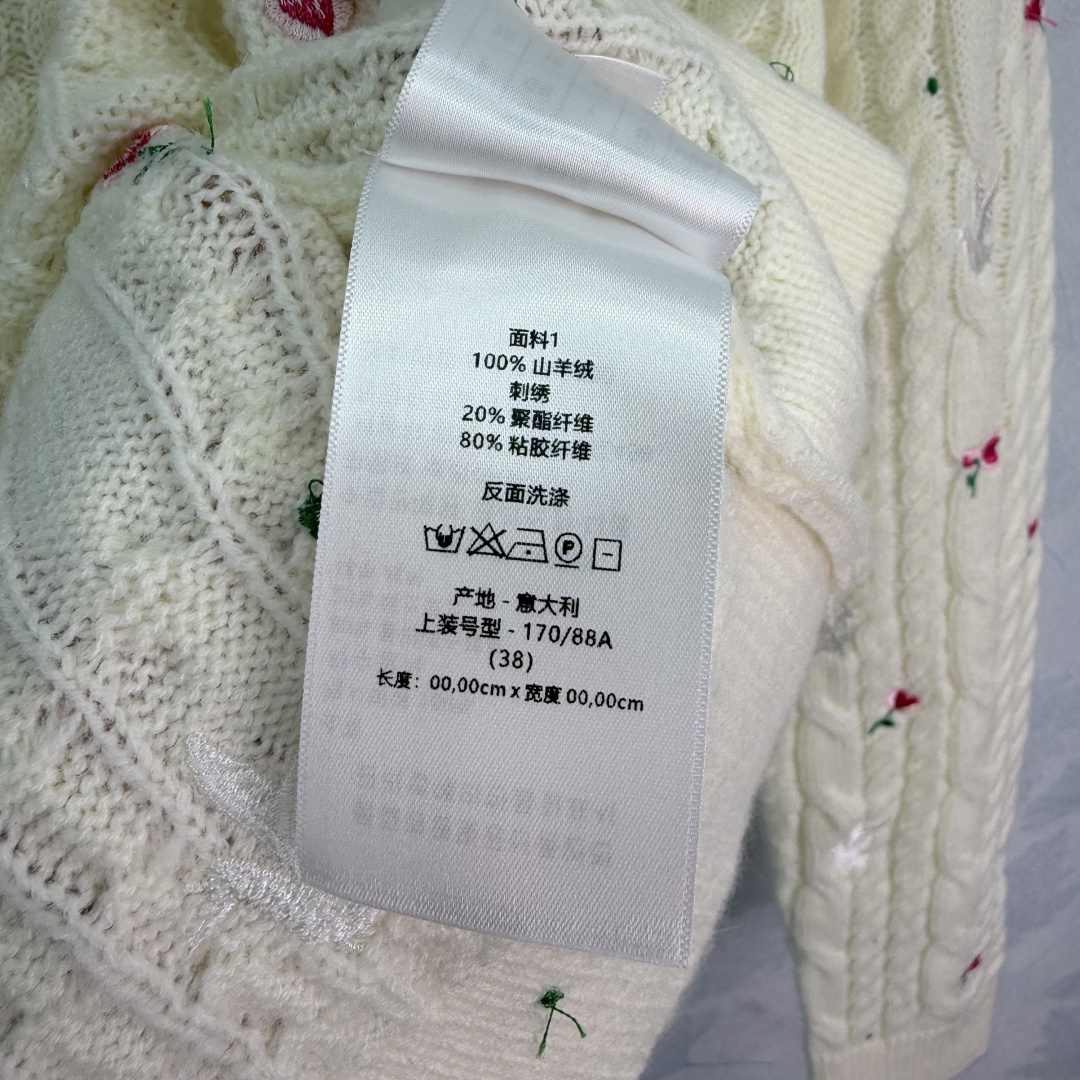 面料1
100% 山羊绒
刺绣
20% 聚酯纤维
80% 粘胶纤维
反面洗涤
P
产地 - 意大利
上装号型 - 170/88A
(38)
长度: 00,00cm x 宽度 00,00cm